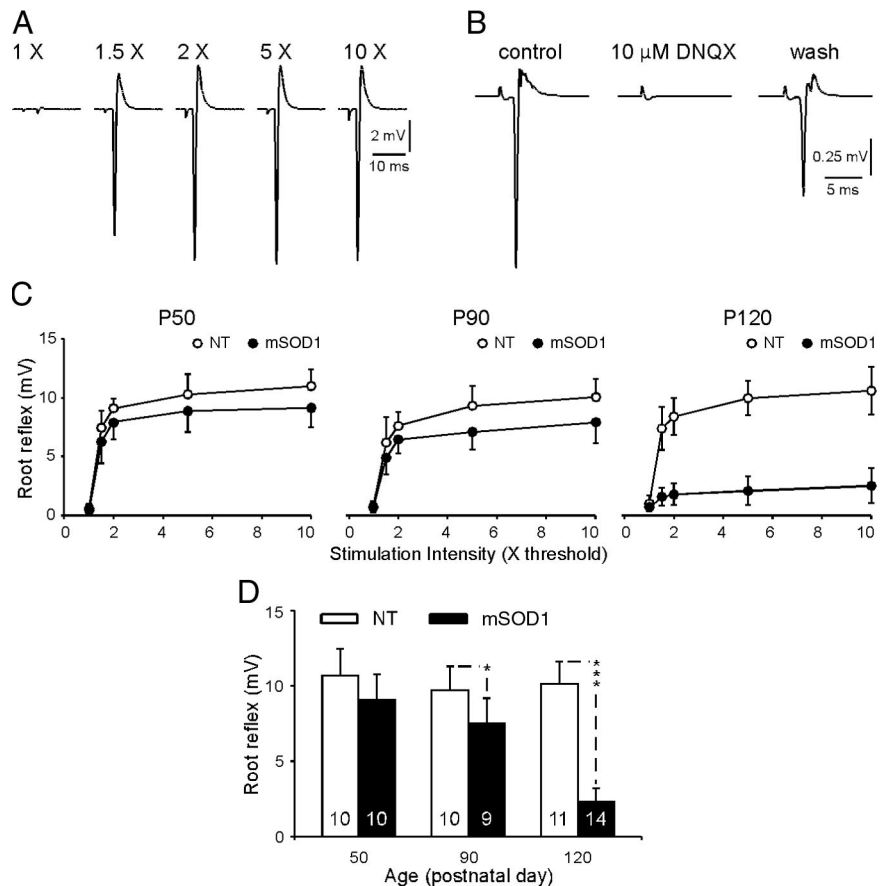 A
1 X 1.5 X 2 X 5 X 10 X
2 mV
10 ms
B
control 10 µM DNQX wash
0.25 mV
5 ms
C
P50 P90 P120
NT mSOD1 NT mSOD1 NT mSOD1
Root reflex (mV)
15
10
5
0
0 2 4 6 8 10 0 2 4 6 8 10 0 2 4 6 8 10
Stimulation Intensity (X threshold)
D
NT mSOD1
Root reflex (mV)
15
10
5
0
* ***
10 10 10 9 11 14
50 90 120
Age (postnatal day)